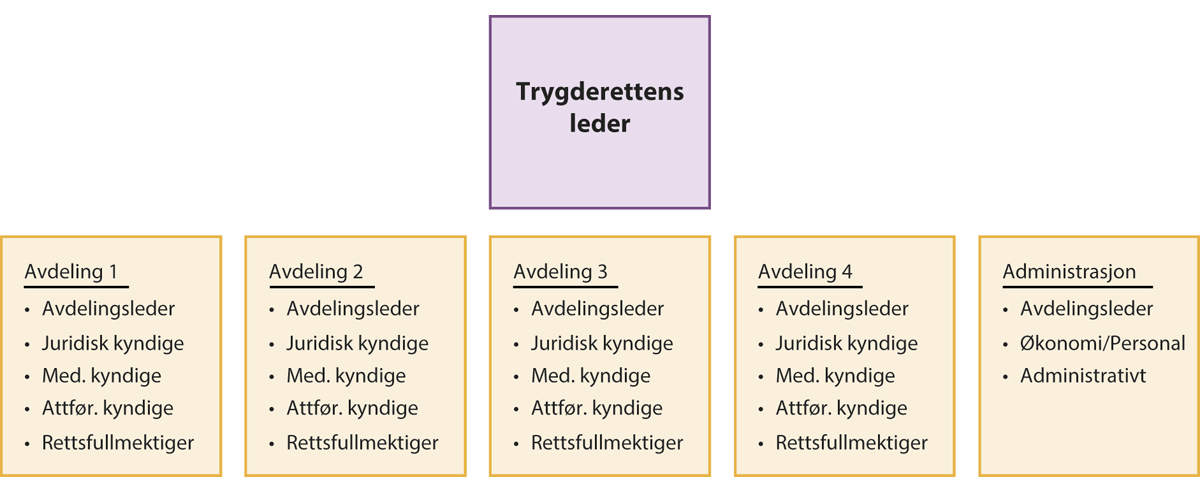 Trygderettens
leder
Avdeling 1
• Avdelingsleder
• Juridisk kyndige
• Med. kyndige
• Attfør. kyndige
• Rettsfullmektiger
Avdeling 2
• Avdelingsleder
• Juridisk kyndige
• Med. kyndige
• Attfør. kyndige
• Rettsfullmektiger
Avdeling 3
• Avdelingsleder
• Juridisk kyndige
• Med. kyndige
• Attfør. kyndige
• Rettsfullmektiger
Avdeling 4
• Avdelingsleder
• Juridisk kyndige
• Med. kyndige
• Attfør. kyndige
• Rettsfullmektiger
Administrasjon
• Avdelingsleder
• Økonomi/Personal
• Administrativt